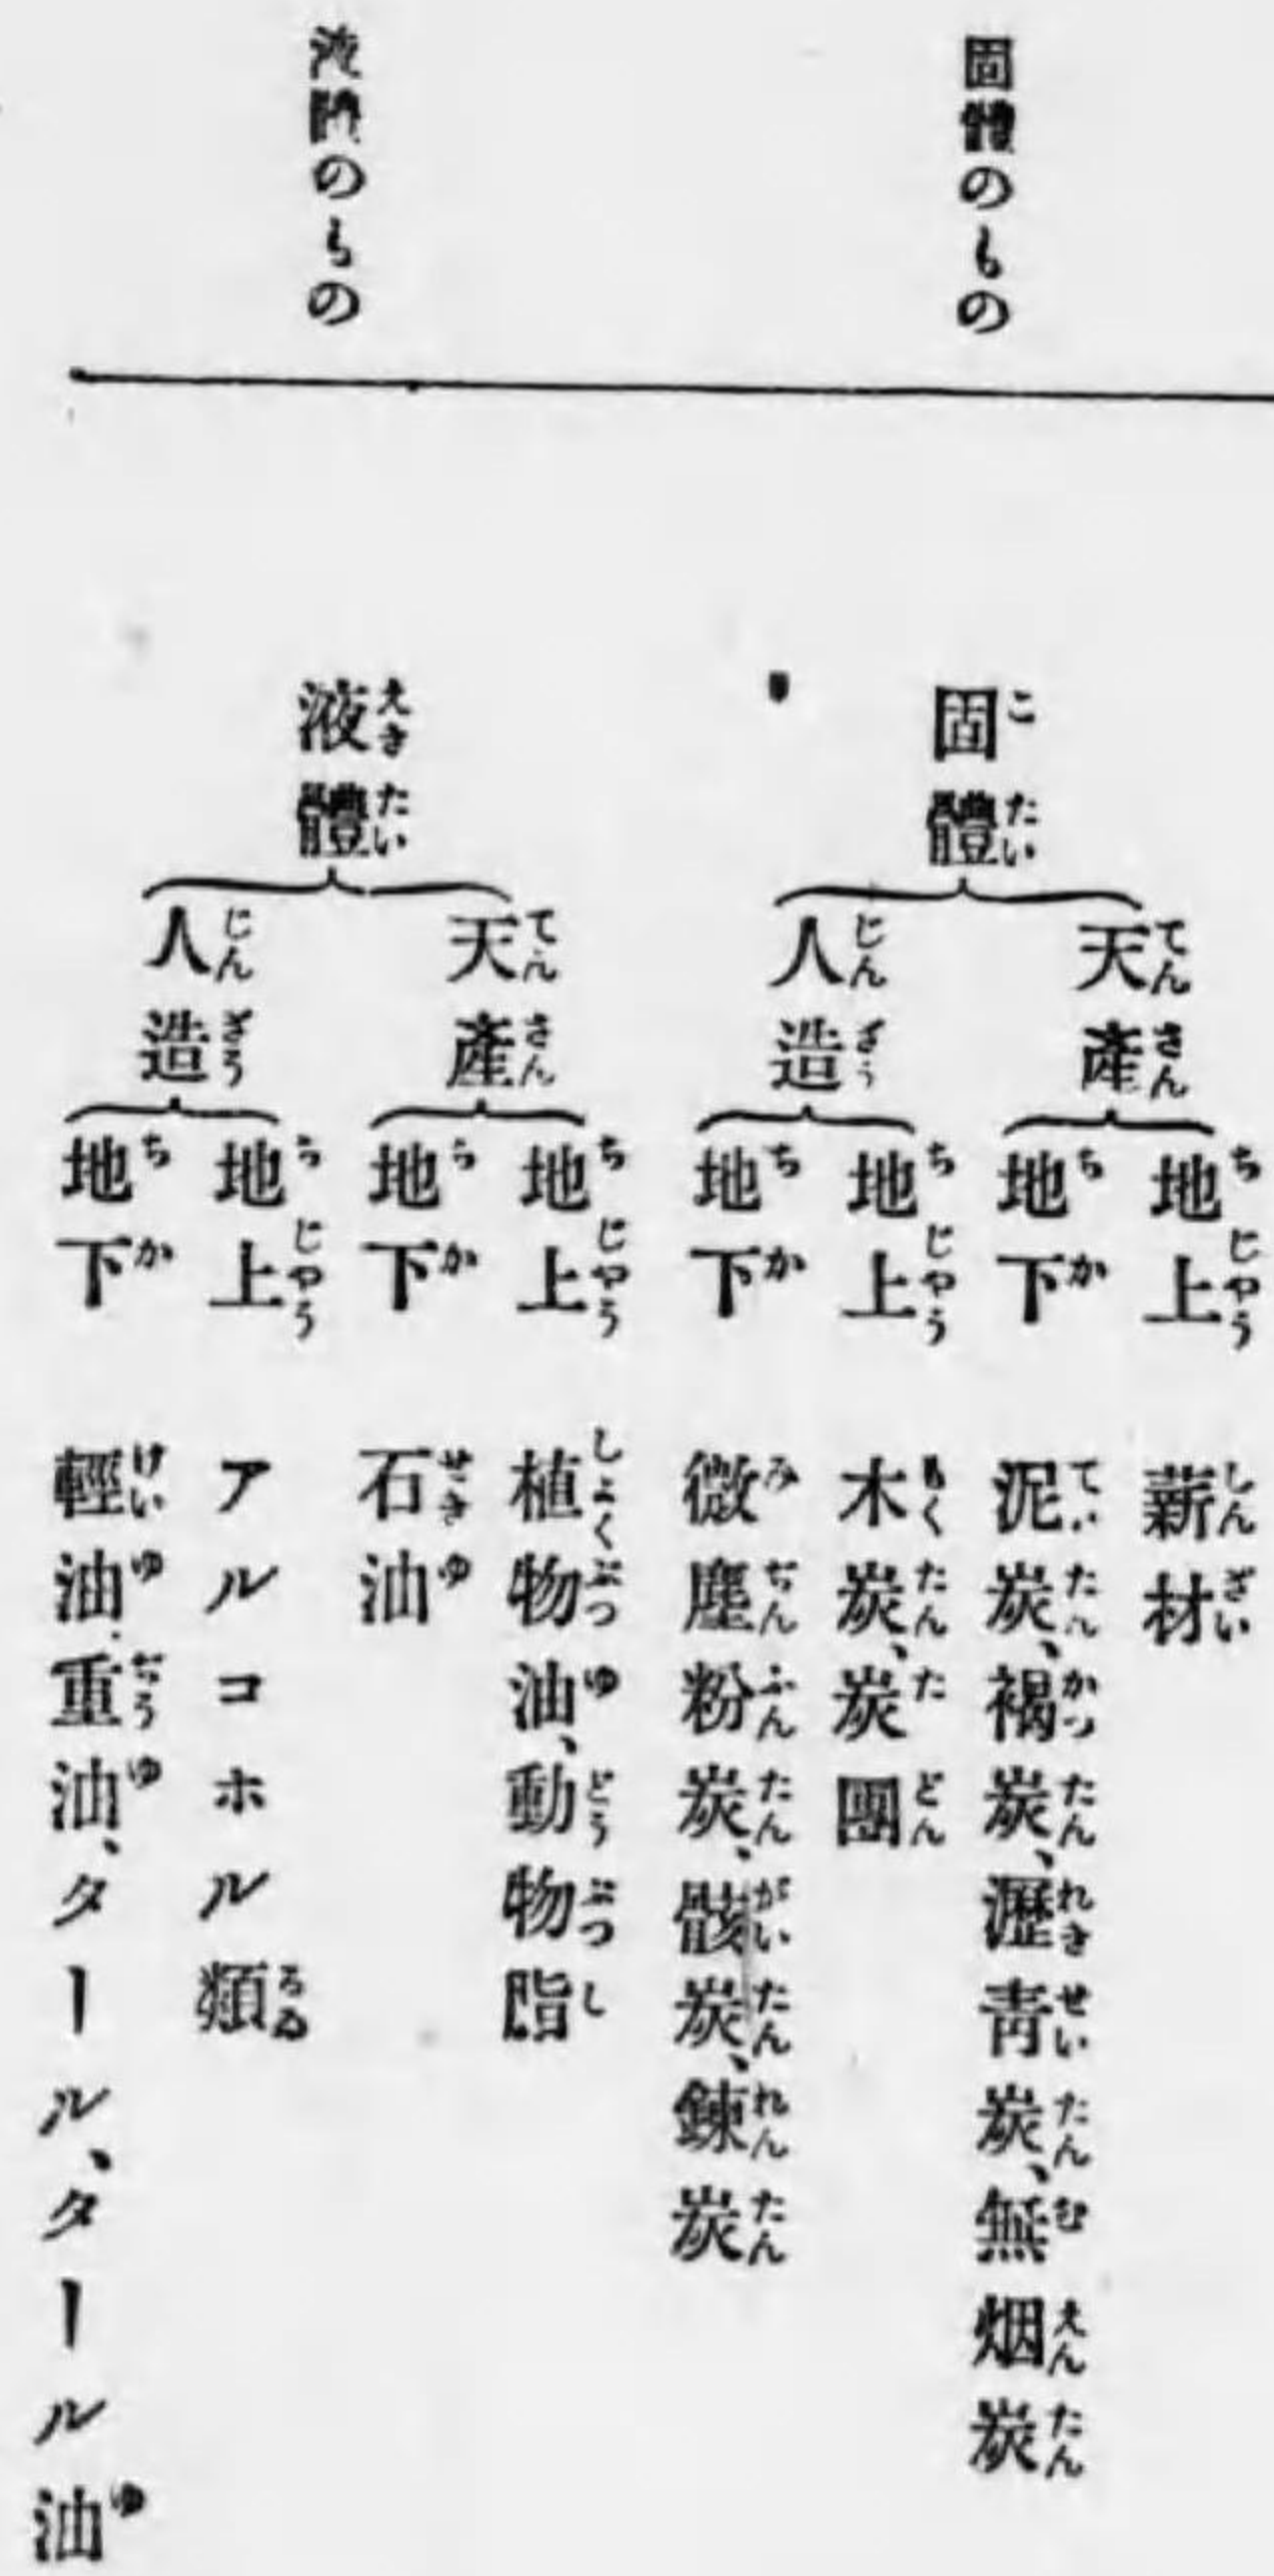 固體のもの
固體
天產
地上 薪材
地下 泥炭、褐炭、瀝靑炭、無烟炭
人造
地上 木炭、炭團
地下 微塵粉炭、骸炭、鍊炭
液體のもの
液體
天產
地上 植物油、動物脂
地下 石油
人造
地上 アルコホル類
地下 輕油、重油、タール、タール油